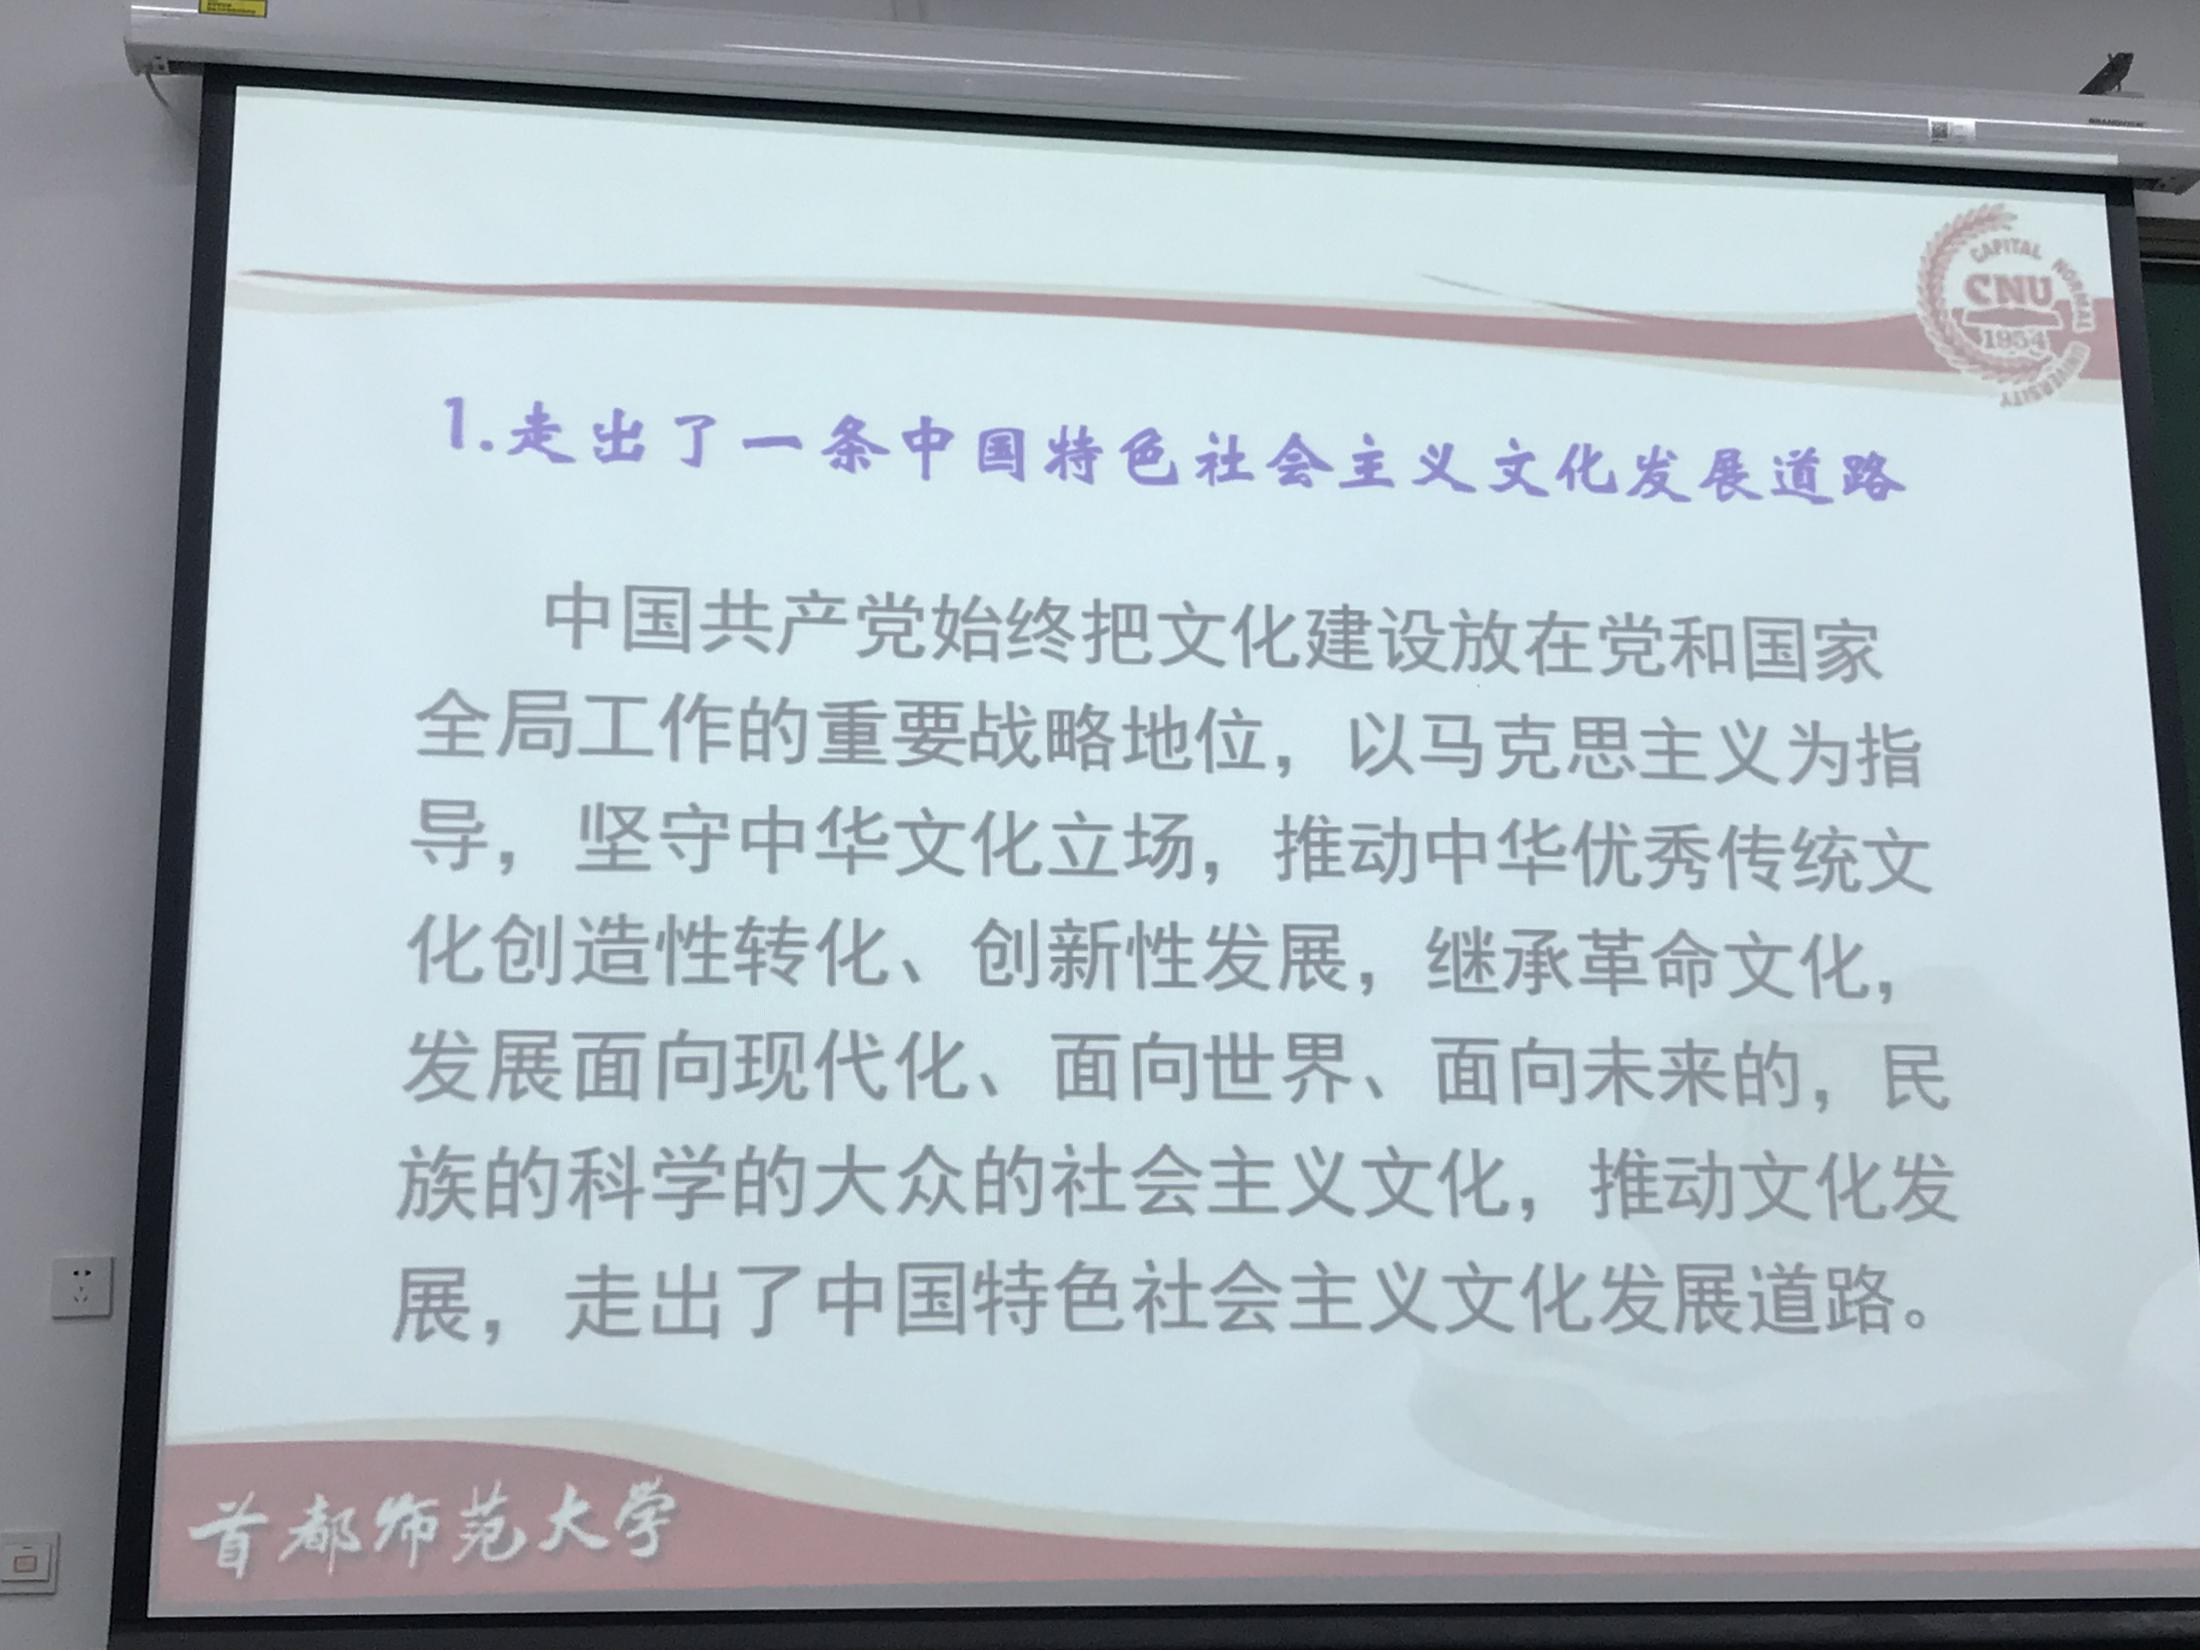 CAPITAL NORMAL UNIVERSITY
CNU
1954
1.走出了一条中国特色社会主义文化发展道路
中国共产党始终把文化建设放在党和国家
全局工作的重要战略地位，以马克思主义为指
导，坚守中华文化立场，推动中华优秀传统文
化创造性转化、创新性发展，继承革命文化，
发展面向现代化、面向世界、面向未来的，民
族的科学的大众的社会主义文化，推动文化发
展，走出了中国特色社会主义文化发展道路。
首都师范大学